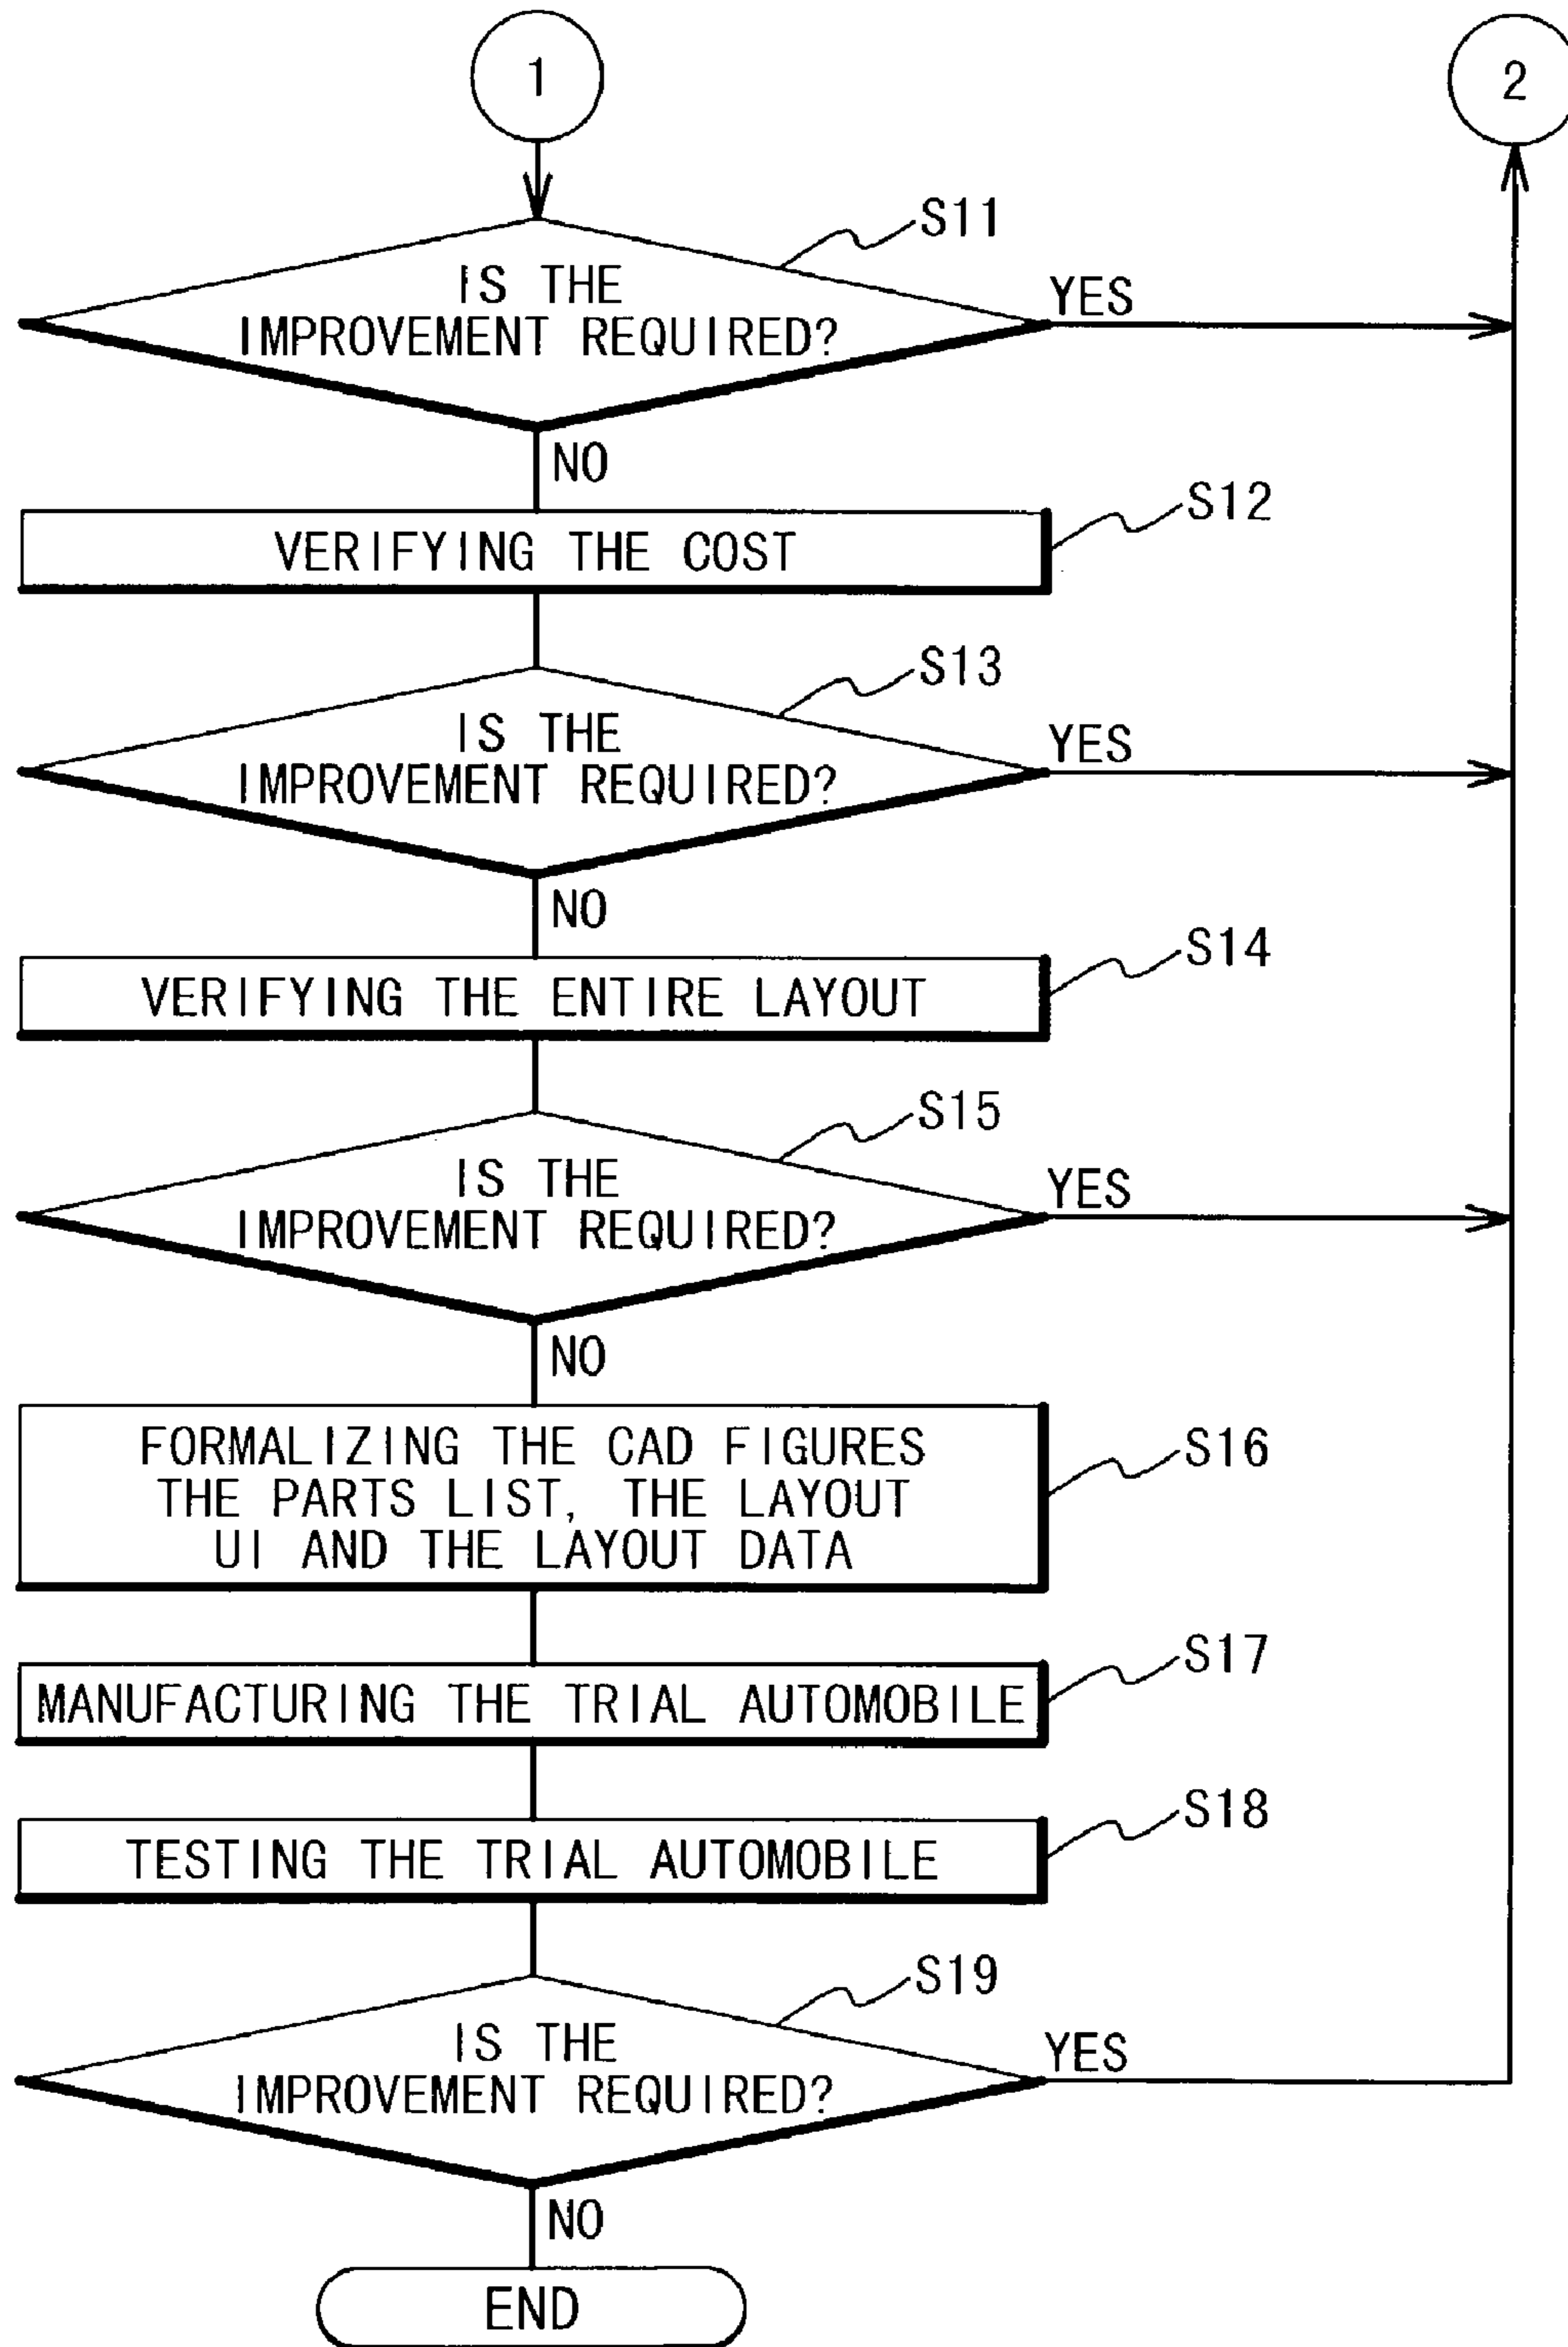 1
2
S11
IS THE
IMPROVEMENT REQUIRED?
YES
NO
S12
VERIFYING THE COST
S13
IS THE
IMPROVEMENT REQUIRED?
YES
NO
S14
VERIFYING THE ENTIRE LAYOUT
S15
IS THE
IMPROVEMENT REQUIRED?
YES
NO
S16
FORMALIZING THE CAD FIGURES
THE PARTS LIST, THE LAYOUT
UI AND THE LAYOUT DATA
S17
MANUFACTURING THE TRIAL AUTOMOBILE
S18
TESTING THE TRIAL AUTOMOBILE
S19
IS THE
IMPROVEMENT REQUIRED?
YES
NO
END